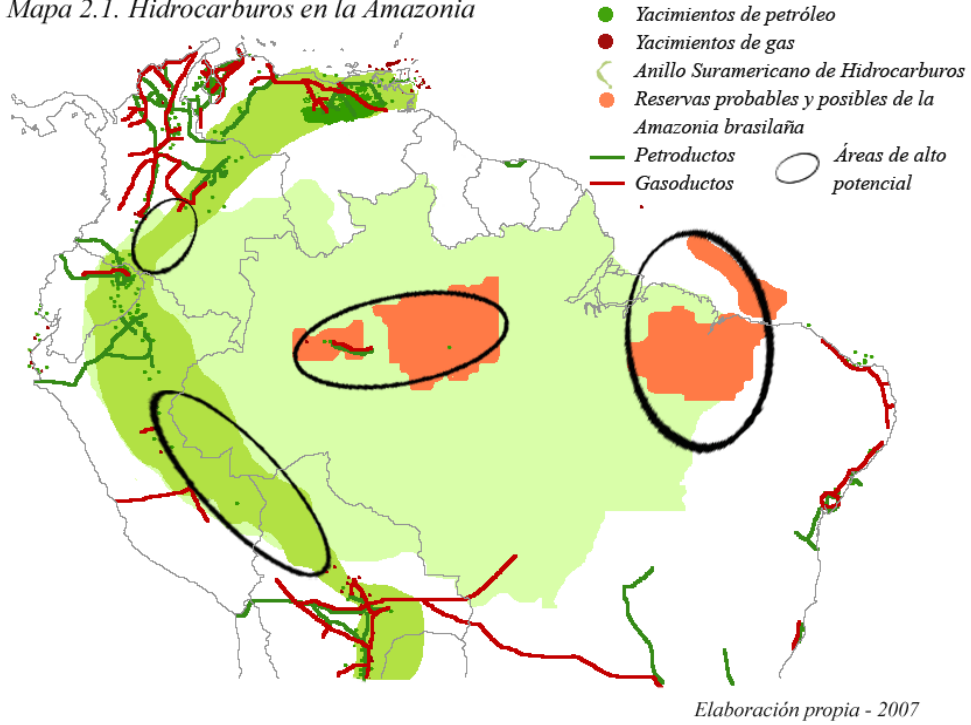 Mapa 2.1. Hidrocarburos en la Amazonia
Yacimientos de petróleo
Yacimientos de gas
Anillo Suramericano de Hidrocarburos
Reservas probables y posibles de la
Amazonia brasilaña
Petroductos
Gasoductos
Áreas de alto
potencial
Elaboración propia - 2007